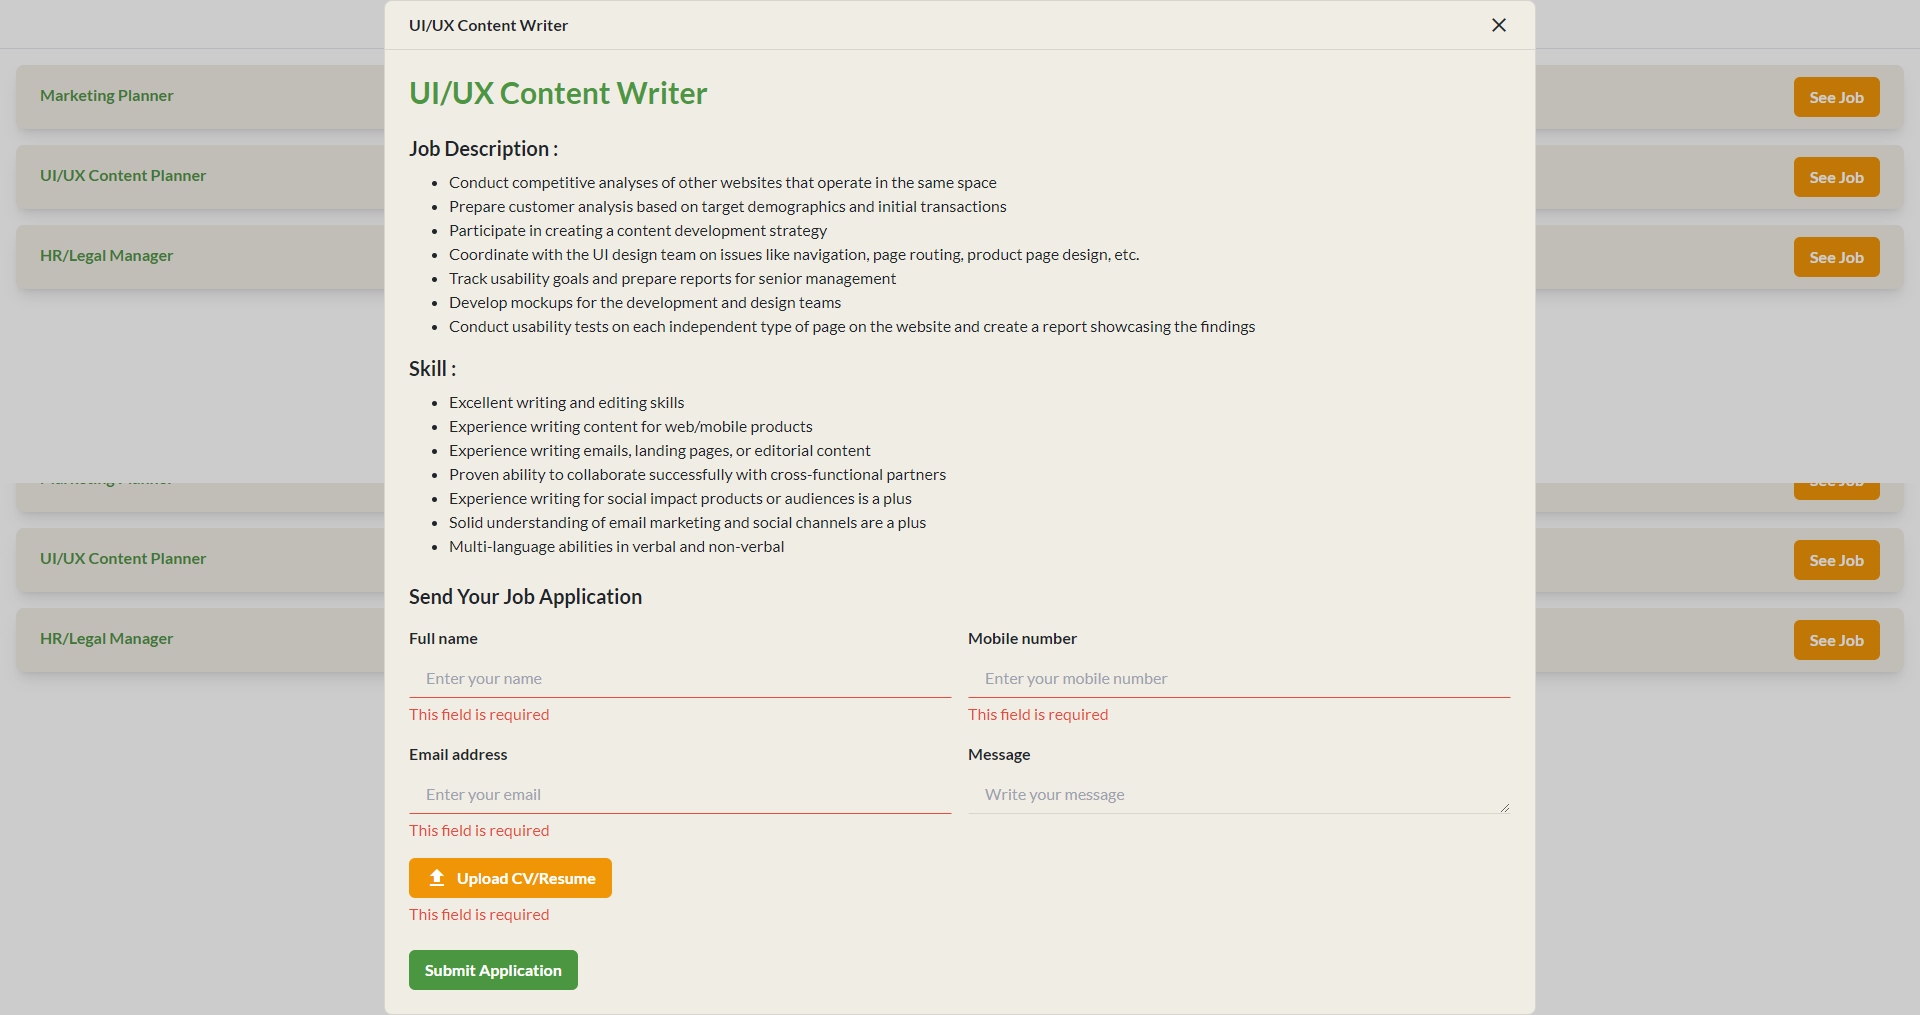 UI/UX Content Writer
Marketing Planner
See Job
UI/UX Content Planner
See Job
HR/Legal Manager
See Job
UI/UX Content Writer
Job Description :
Conduct competitive analyses of other websites that operate in the same space
Prepare customer analysis based on target demographics and initial transactions
Participate in creating a content development strategy
Coordinate with the UI design team on issues like navigation, page routing, product page design, etc.
Track usability goals and prepare reports for senior management
Develop mockups for the development and design teams
Conduct usability tests on each independent type of page on the website and create a report showcasing the findings
Skill :
Excellent writing and editing skills
Experience writing content for web/mobile products
Experience writing emails, landing pages, or editorial content
Proven ability to collaborate successfully with cross-functional partners
Experience writing for social impact products or audiences is a plus
Solid understanding of email marketing and social channels are a plus
Multi-language abilities in verbal and non-verbal
Marketing Planner
See Job
UI/UX Content Planner
See Job
HR/Legal Manager
See Job
Send Your Job Application
Full name
Enter your name
This field is required
Mobile number
Enter your mobile number
This field is required
Email address
Enter your email
This field is required
Message
Write your message
Upload CV/Resume
This field is required
Submit Application